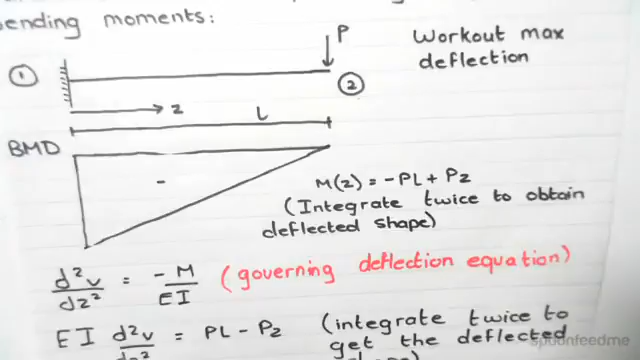 ending moments:
P
Workout max
deflection
1
2
z
L
BMD
-
M(z) = -PL + Pz
(Integrate twice to obtain
deflected shape)
d²v/dz² = -M/EI (governing deflection equation)
EI d²v/dz² = PL - Pz (integrate twice to
get the deflected
spoonfeedme